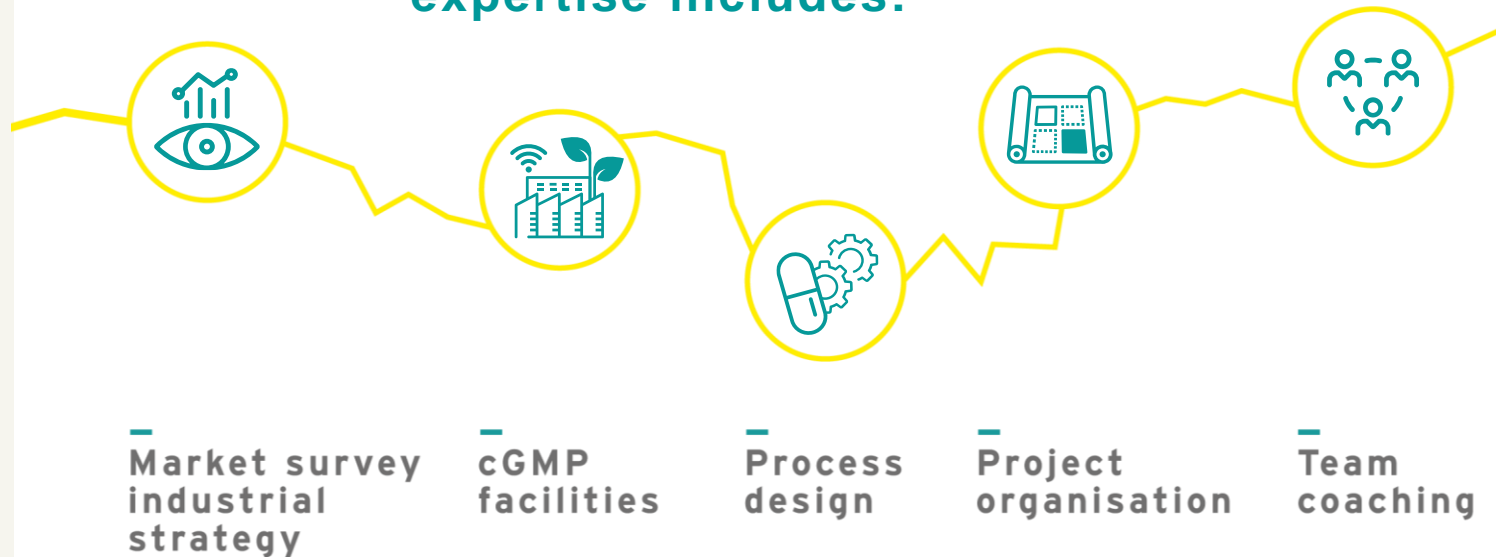 expertise includes:
Market survey
industrial
strategy
cGMP
facilities
Process
design
Project
organisation
Team
coaching